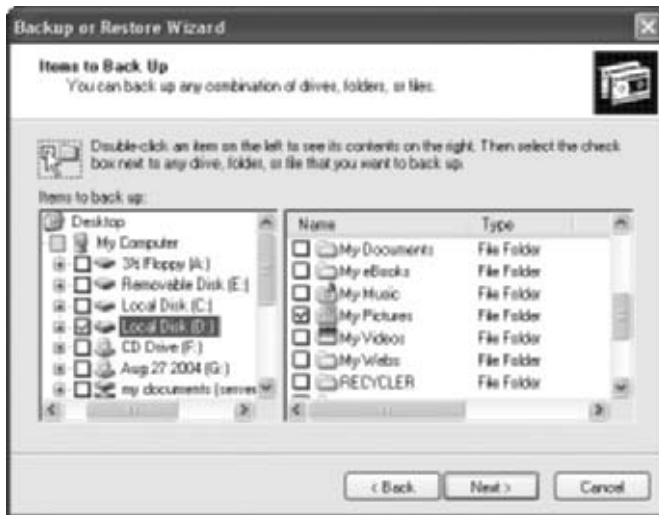 Backup or Restore Wizard
Items to Back Up
You can back up any combination of drives, folders, or files.
Double-click an item on the left to see its contents on the right. Then select the check
box next to any drive, folder, or file that you want to back up.
Items to back up:
Desktop
My Computer
3½ Floppy (A:)
Removable Disk (E:)
Local Disk (C:)
Local Disk (D:)
CD Drive (F:)
Aug 27 2004 (G:)
my documents (server
Name Type
My Documents File Folder
My eBooks File Folder
My Music File Folder
My Pictures File Folder
My Videos File Folder
My Webs File Folder
RECYCLER File Folder
< Back
Next >
Cancel